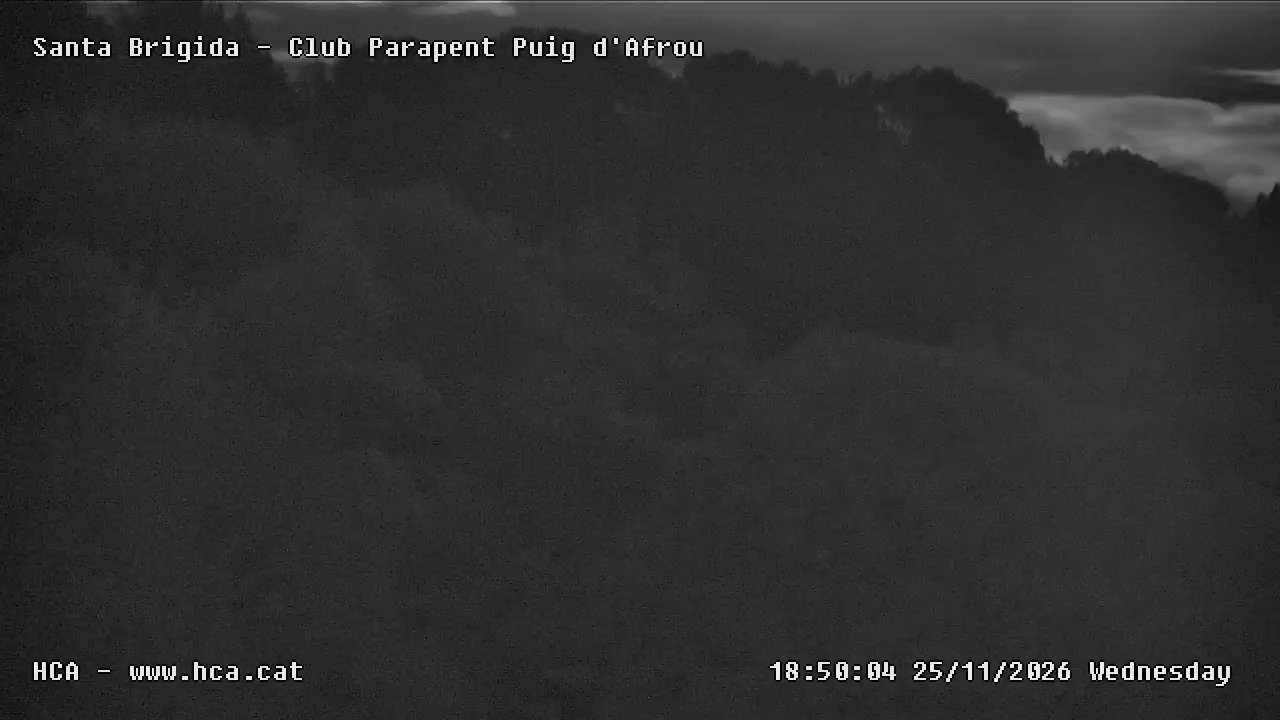 Santa Brigida - Club Parapent Puig d'Afrou
HCA - www.hca.cat
18:50:04 25/11/2026 Wednesday